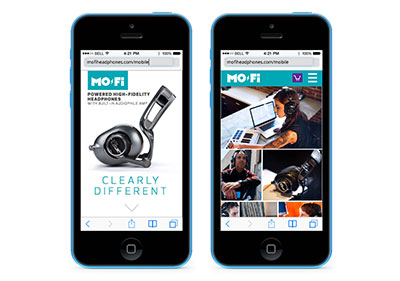 BELL 4:21 PM
mofiheadphones.com/mobile
MO·Fi
POWERED HIGH-FIDELITY
HEADPHONES
WITH BUILT-IN AUDIOPHILE AMP
CLEARLY
DIFFERENT
BELL 4:21 PM
mofiheadphones.com/mobile
MO·Fi